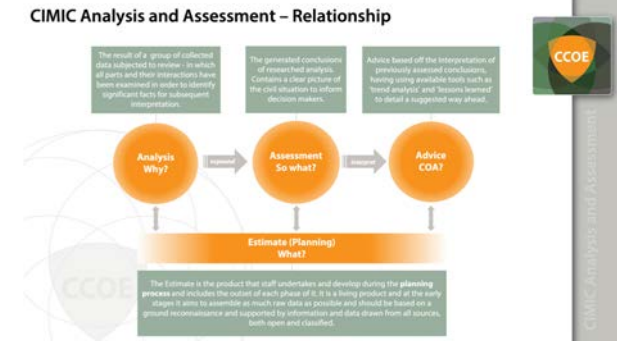 CIMIC Analysis and Assessment – Relationship
CCOE
The result of a group of collected
data subjected to review - in which
all parts and their interactions have
been examined in order to identify
significant facts for subsequent
interpretation.
The generated conclusions
of researched analysis.
Contains a clear picture of
the civil situation to inform
decision makers.
Advice based off the interpretation of
previously assessed conclusions,
having using available tools such as
'trend analysis' and 'lessons learned'
to detail a suggested way ahead.
Analysis
Why?
expound
Assessment
So what?
interpret
Advice
COA?
Estimate (Planning)
What?
The Estimate is the product that staff undertakes and develop during the planning
process and includes the outset of each phase of it. It is a living product and at the early
stages it aims to assemble as much raw data as possible and should be based on a
ground reconnaissance and supported by information and data drawn from all sources,
both open and classified.
CCOE
CIMIC Analysis and Assessment